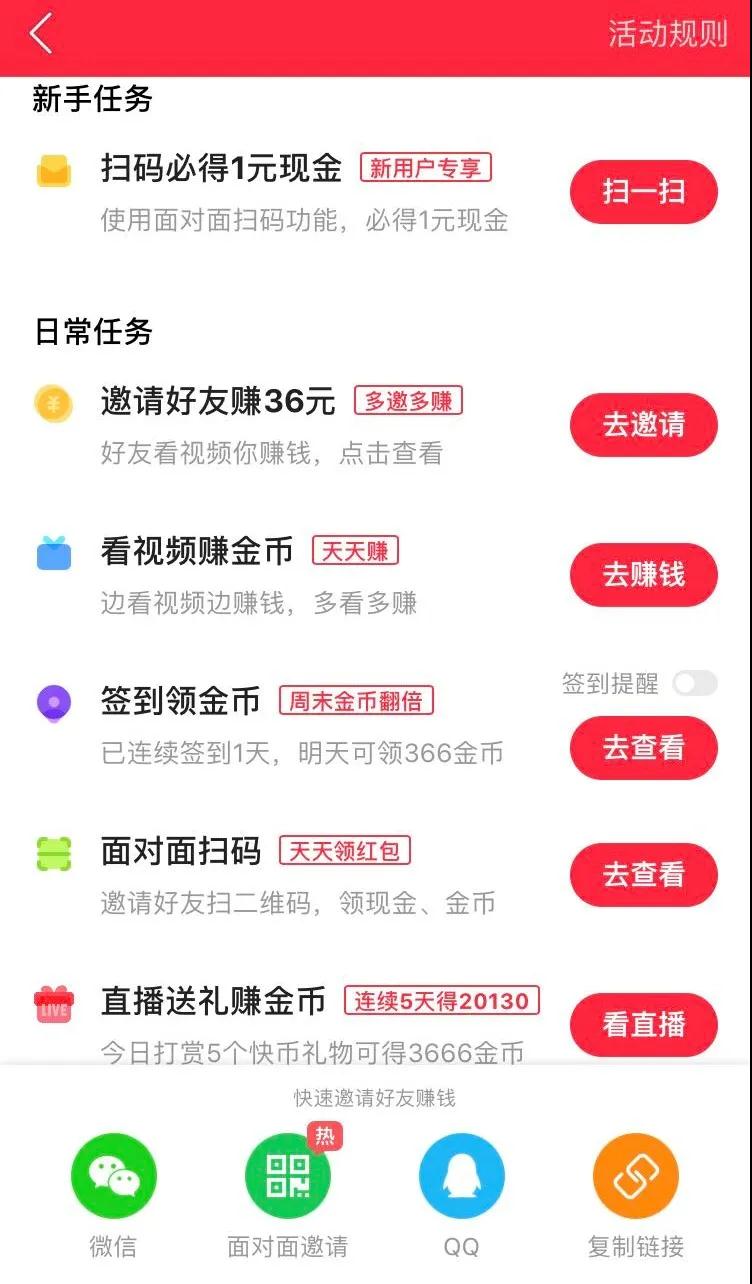 活动规则
新手任务
扫码必得1元现金 新用户专享
扫一扫
使用面对面扫码功能，必得1元现金
日常任务
邀请好友赚36元 多邀多赚
去邀请
好友看视频你赚钱，点击查看
看视频赚金币 天天赚
去赚钱
边看视频边赚钱，多看多赚
签到提醒
签到领金币 周末金币翻倍
去查看
已连续签到1天，明天可领366金币
面对面扫码 天天领红包
去查看
邀请好友扫二维码，领现金、金币
直播送礼赚金币 连续5天得20130
LIVE
看直播
今日打赏5个快币礼物可得3666金币
快速邀请好友赚钱
热
微信 面对面邀请 QQ 复制链接